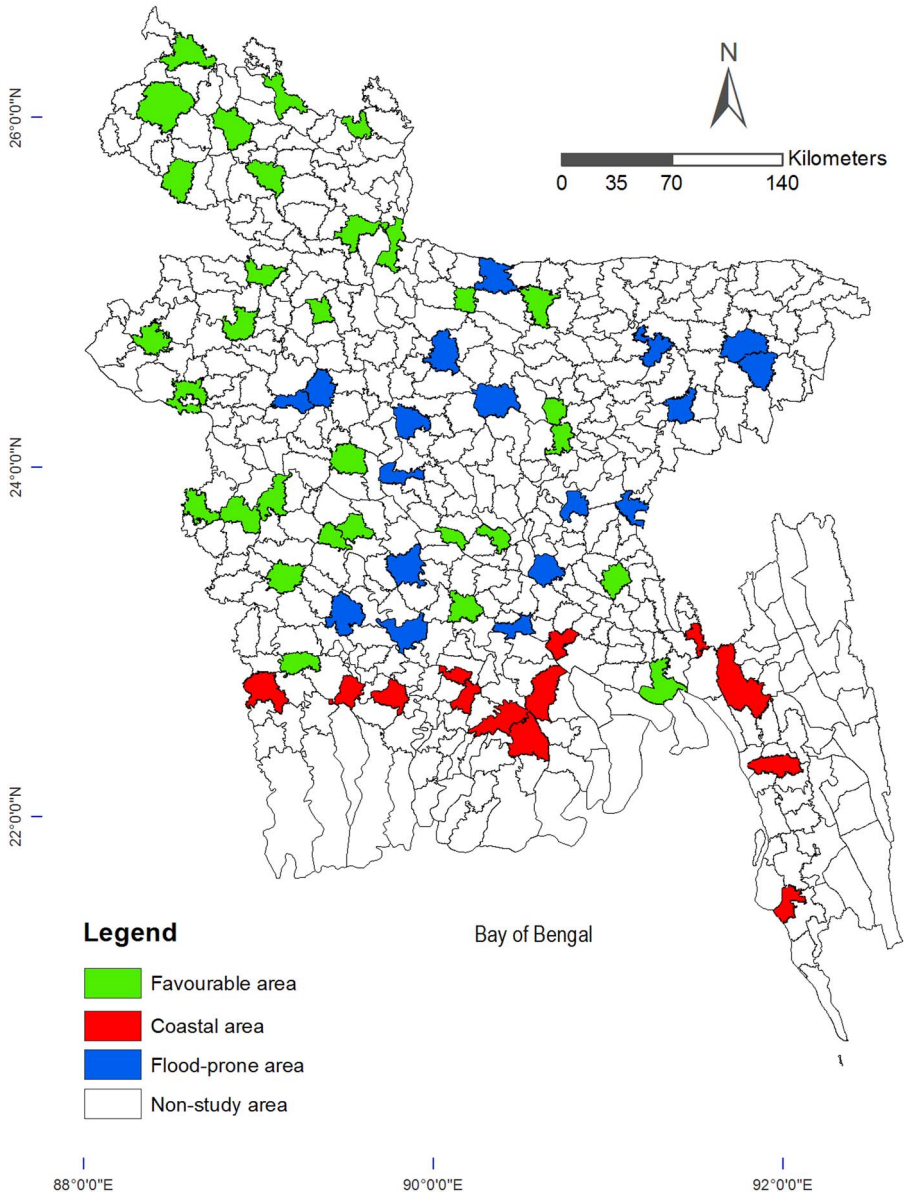 N
Kilometers
0 35 70 140
26°0'0"N
24°0'0"N
22°0'0"N
Bay of Bengal
Legend
Favourable area
Coastal area
Flood-prone area
Non-study area
88°0'0"E 90°0'0"E 92°0'0"E